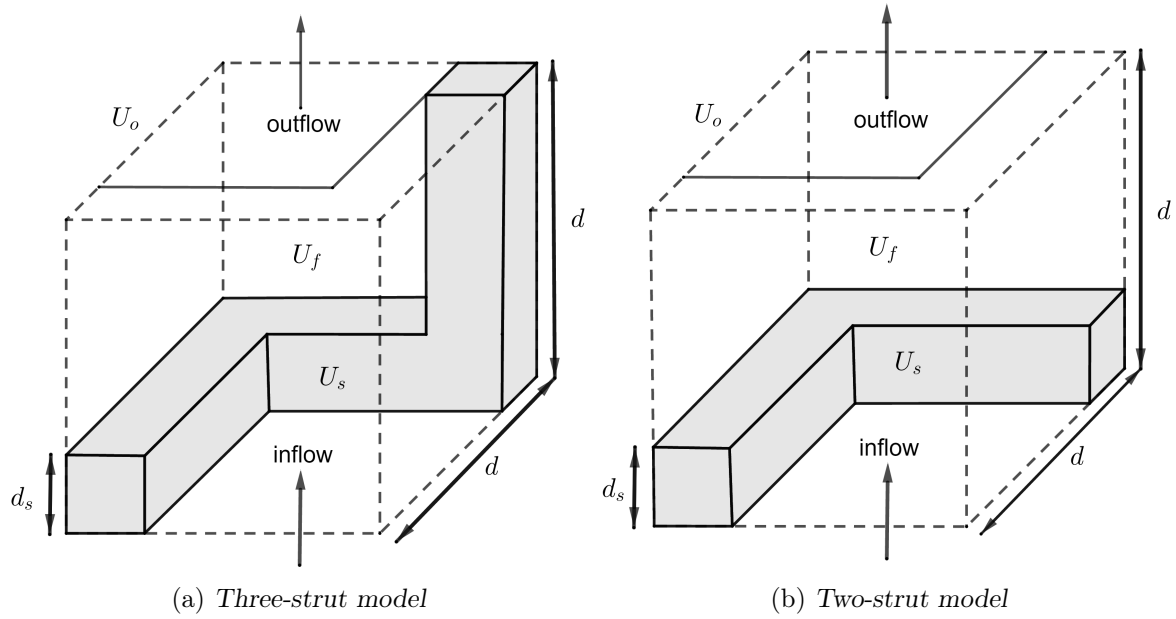 U_o
outflow
d
U_f
U_s
inflow
d_s
d
(a) Three-strut model
U_o
outflow
d
U_f
U_s
inflow
d_s
d
(b) Two-strut model